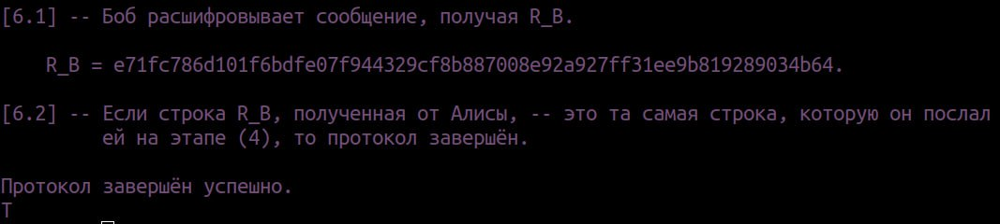 [6.1] -- Боб расшифровывает сообщение, получая R_B.
R_B = e71fc786d101f6bdfe07f944329cf8b887008e92a927ff31ee9b819289034b64.
[6.2] -- Если строка R_B, полученная от Алисы, -- это та самая строка, которую он послал
ей на этапе (4), то протокол завершён.
Протокол завершён успешно.
T